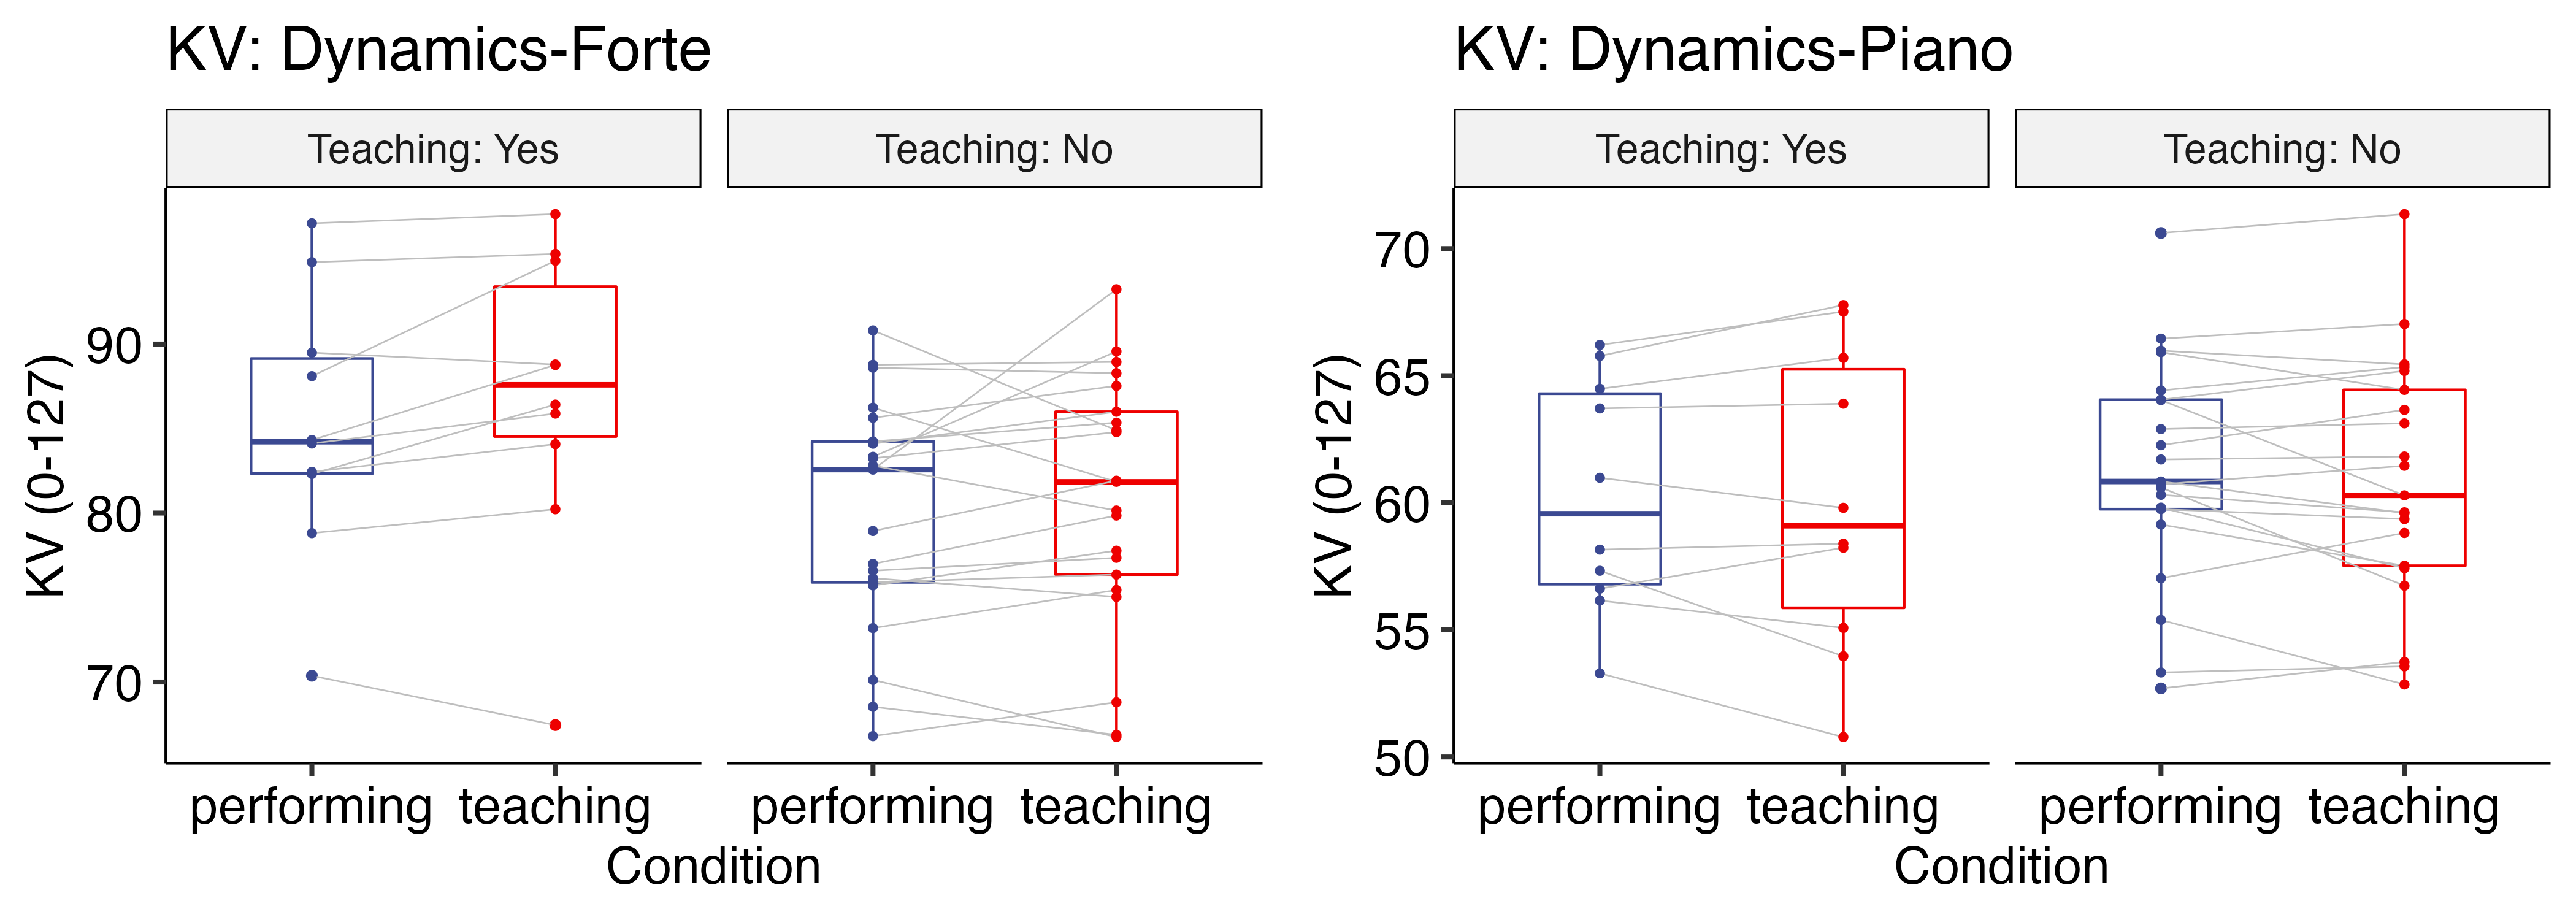 KV: Dynamics-Forte
Teaching: Yes
Teaching: No
KV (0-127)
90
80
70
performing
teaching
performing
teaching
Condition
KV: Dynamics-Piano
Teaching: Yes
Teaching: No
KV (0-127)
70
65
60
55
50
performing
teaching
performing
teaching
Condition